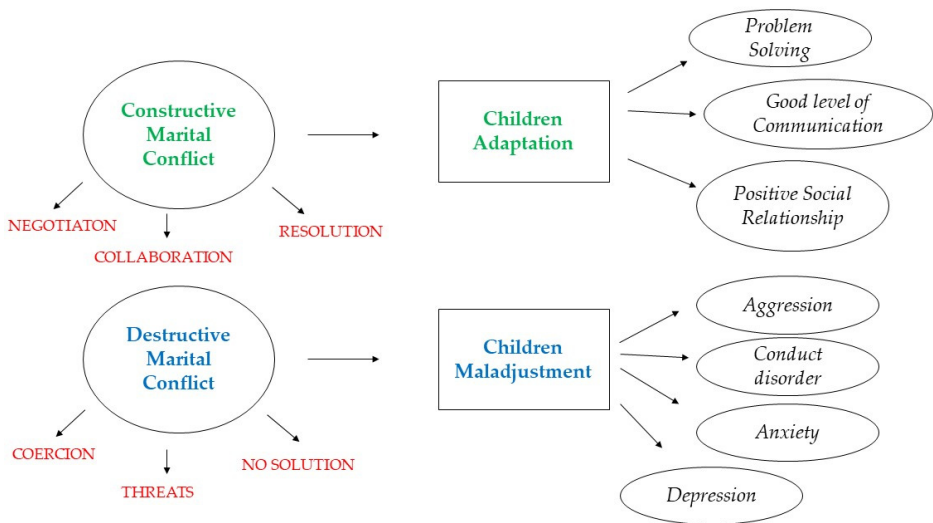 Constructive
Marital
Conflict
NEGOTIATON
COLLABORATION
RESOLUTION
Children
Adaptation
Problem
Solving
Good level of
Communication
Positive Social
Relationship
Destructive
Marital
Conflict
COERCION
THREATS
NO SOLUTION
Children
Maladjustment
Aggression
Conduct
disorder
Anxiety
Depression